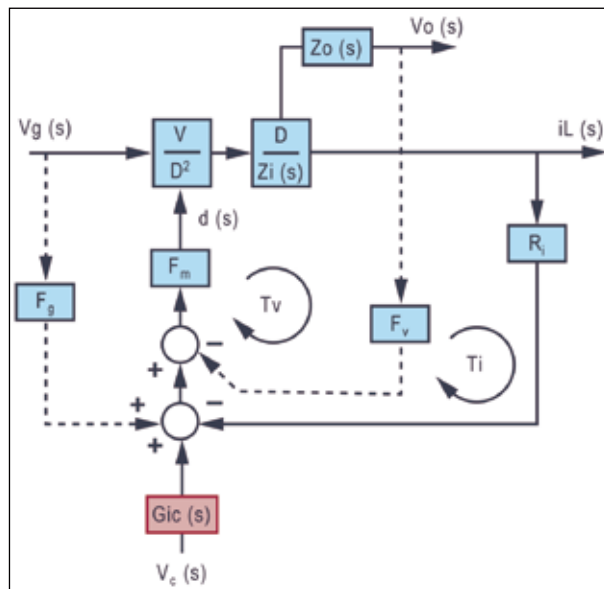 Zo (s)
Vo (s)
Vg (s)
V
D²
D
Zi (s)
iL (s)
d (s)
Fm
Ri
Fg
Tv
Fv
Ti
−
+
−
+
+
Gic (s)
Vc (s)